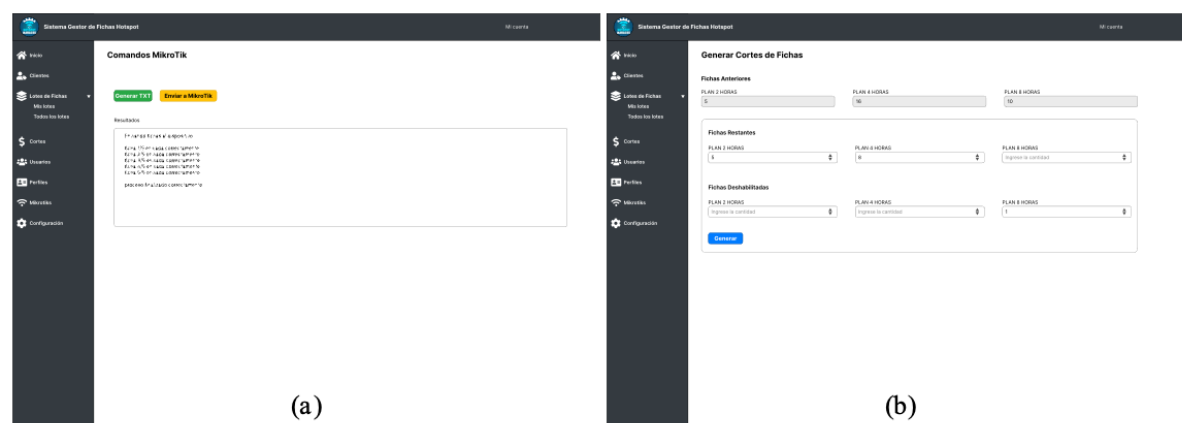 Sistema Gestor de Fichas Hotspot
Mi cuenta
Inicio
Clientes
Lotes de Fichas
Mis lotes
Todos los lotes
Cortes
Usuarios
Perfiles
Mikrotiks
Configuración
Comandos MikroTik
Generar TXT
Enviar a MikroTik
Resultados
(a)
Sistema Gestor de Fichas Hotspot
Mi cuenta
Inicio
Clientes
Lotes de Fichas
Mis lotes
Todos los lotes
Cortes
Usuarios
Perfiles
Mikrotiks
Configuración
Generar Cortes de Fichas
Fichas Anteriores
PLAN 2 HORAS PLAN 4 HORAS PLAN 8 HORAS
5 16 10
Fichas Restantes
PLAN 2 HORAS PLAN 4 HORAS PLAN 8 HORAS
5 Ingrese la cantidad
Fichas Deshabilitadas
PLAN 2 HORAS PLAN 4 HORAS PLAN 8 HORAS
Ingrese la cantidad Ingrese la cantidad 1
Generar
(b)